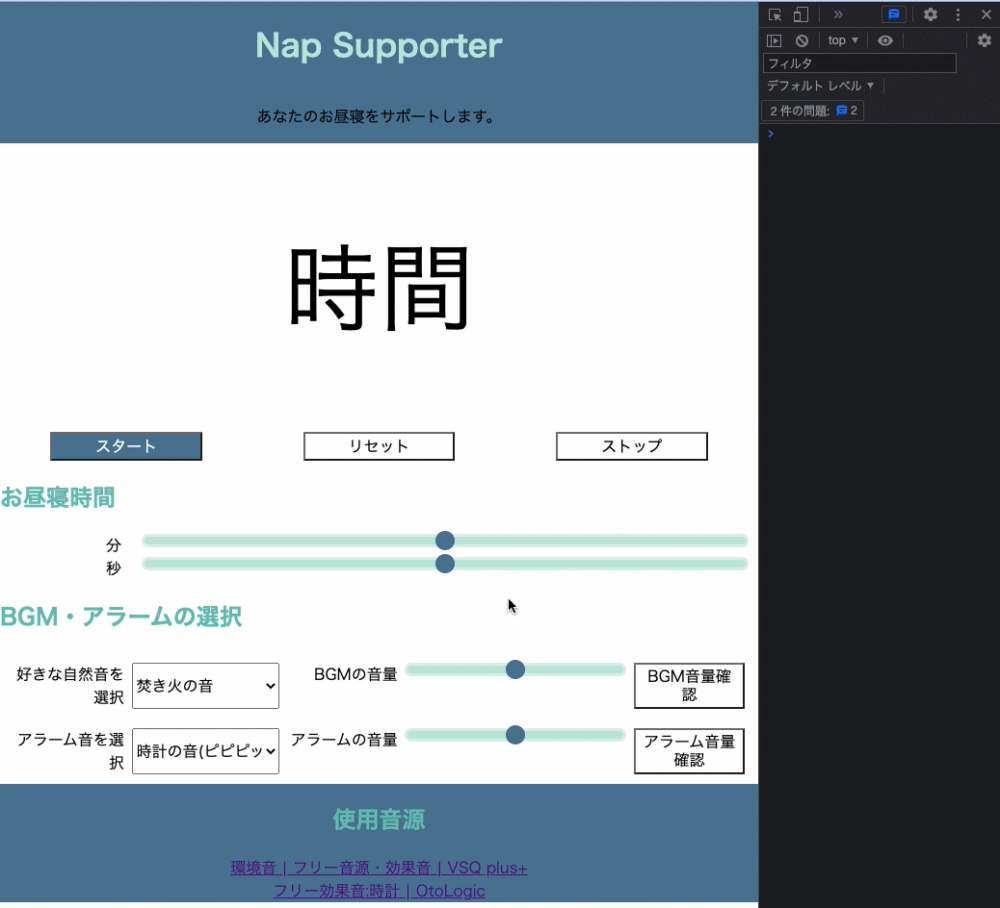 Nap Supporter
あなたのお昼寝をサポートします。
時間
スタート
リセット
ストップ
お昼寝時間
分
秒
BGM・アラームの選択
好きな自然音を
選択
焚き火の音
BGMの音量
BGM音量確
認
アラーム音を選
択
時計の音(ピピピッ
アラームの音量
アラーム音量
確認
使用音源
環境音 | フリー音源・効果音 | VSQ plus+
フリー効果音;時計 | OtoLogic
top
フィルタ
デフォルト レベル
2 件の問題: 2
2